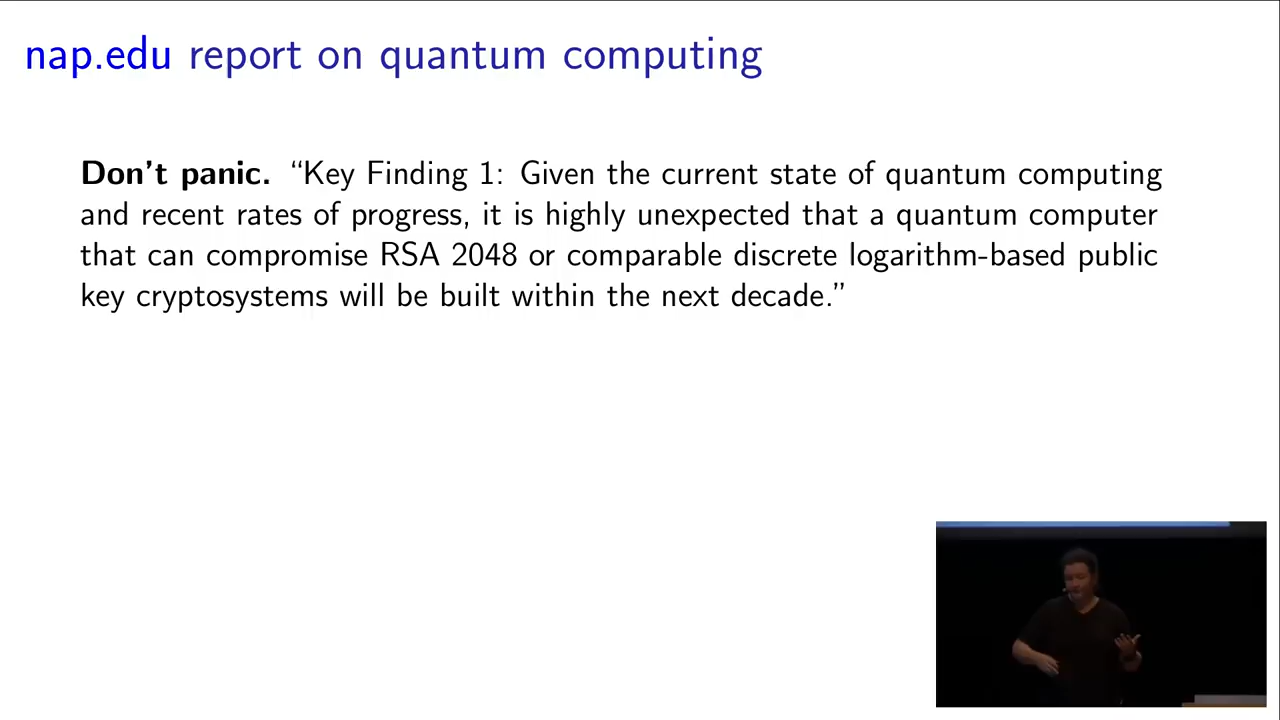 nap.edu report on quantum computing
Don't panic. “Key Finding 1: Given the current state of quantum computing
and recent rates of progress, it is highly unexpected that a quantum computer
that can compromise RSA 2048 or comparable discrete logarithm-based public
key cryptosystems will be built within the next decade.”